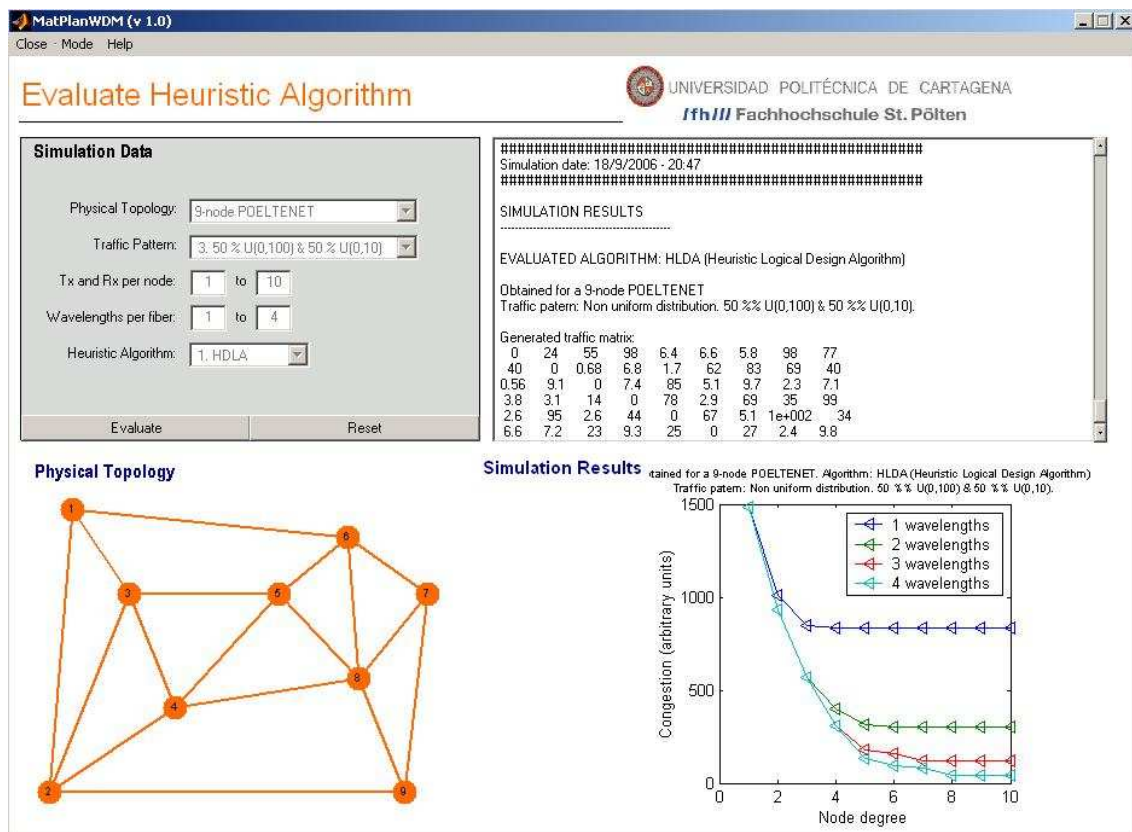 MatPlanWDM (v 1.0)
Close Mode Help
Evaluate Heuristic Algorithm
UNIVERSIDAD POLITÉCNICA DE CARTAGENA
/fh/// Fachhochschule St. Pölten
Simulation Data
Physical Topology: 9-node POELTENET
Traffic Pattern: 3. 50 % U(0,100) & 50 % U(0,10)
Tx and Rx per node: 1 to 10
Wavelengths per fiber: 1 to 4
Heuristic Algorithm: 1. HDLA
Evaluate Reset
##################################################
Simulation date: 18/9/2006 - 20:47
##################################################
SIMULATION RESULTS
--------------------------------------------------
EVALUATED ALGORITHM: HLDA (Heuristic Logical Design Algorithm)
Obtained for a 9-node POELTENET
Traffic patern: Non uniform distribution. 50 %% U(0,100) & 50 %% U(0,10).
Generated traffic matrix:
0 24 55 98 6.4 6.6 5.8 98 77
40 0 0.68 6.8 1.7 62 83 69 40
0.56 9.1 0 7.4 85 5.1 9.7 2.3 7.1
3.8 3.1 14 0 78 2.9 69 35 99
2.6 95 2.6 44 0 67 5.1 1e+002 34
6.6 7.2 23 9.3 25 0 27 2.4 9.8
Physical Topology
1
6
3
5
7
8
4
2
9
Simulation Results
tained for a 9-node POELTENET. Algorithm: HLDA (Heuristic Logical Design Algorithm)
Traffic patern: Non uniform distribution. 50 %% U(0,100) & 50 %% U(0,10).
1 wavelengths
2 wavelengths
3 wavelengths
4 wavelengths
Congestion (arbitrary units)
1500
1000
500
0
0 2 4 6 8 10
Node degree